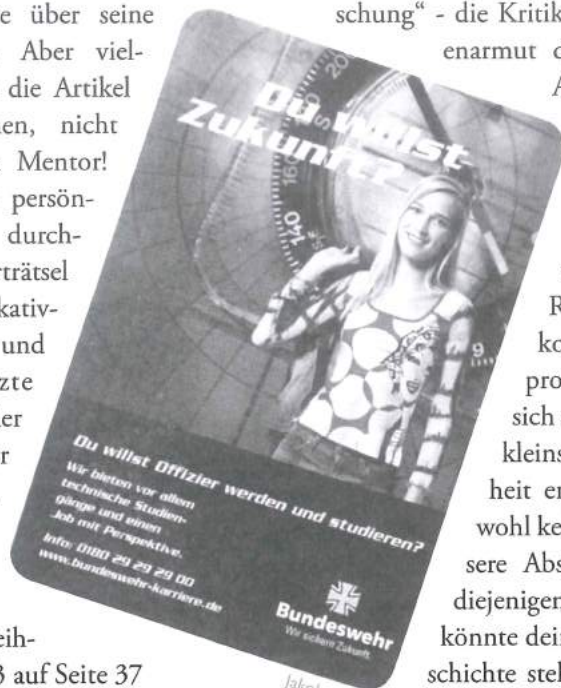 e über seine
Aber viel-
die Artikel
en, nicht
Mentor!
persön-
durch-
rträtsel
kativ-
und
zte
er
r
eih-
3 auf Seite 37
schung“ - die Kritik
enarmut d
A
R
ko
pro
sich
kleins
heit er
wohl ke
sere Abs
diejenigen
könnte dein
schichte stel
Du willst
Zukunft?
200
160
140
9
Du willst Offizier werden und studieren?
Wir bieten vor allem
technische Studien-
gänge und einen
Job mit Perspektive.
Info: 0180 29 29 29 00
www.bundeswehr-karriere.de
Bundeswehr
Wir sichern Zukunft.